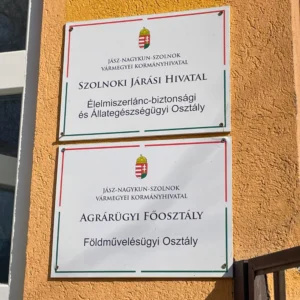 JÁSZ-NAGYKUN-SZOLNOK
VÁRMEGYEI KORMÁNYHIVATAL
SZOLNOKI JÁRÁSI HIVATAL
Élelmiszerlánc-biztonsági
és Állategészségügyi Osztály
JÁSZ-NAGYKUN-SZOLNOK
VÁRMEGYEI KORMÁNYHIVATAL
AGRÁRÜGYI FŐOSZTÁLY
Földművelésügyi Osztály